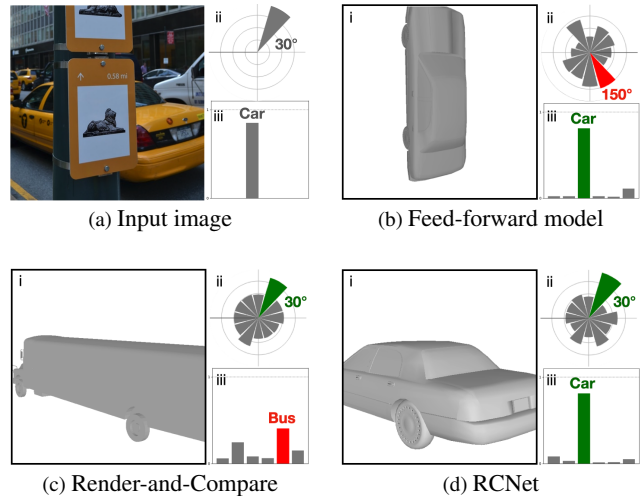 ii
30°
iii
Car
0.38 mi
(a) Input image
i
ii
150°
iii
Car
(b) Feed-forward model
i
ii
30°
iii
Bus
(c) Render-and-Compare
i
ii
30°
iii
Car
(d) RCNet